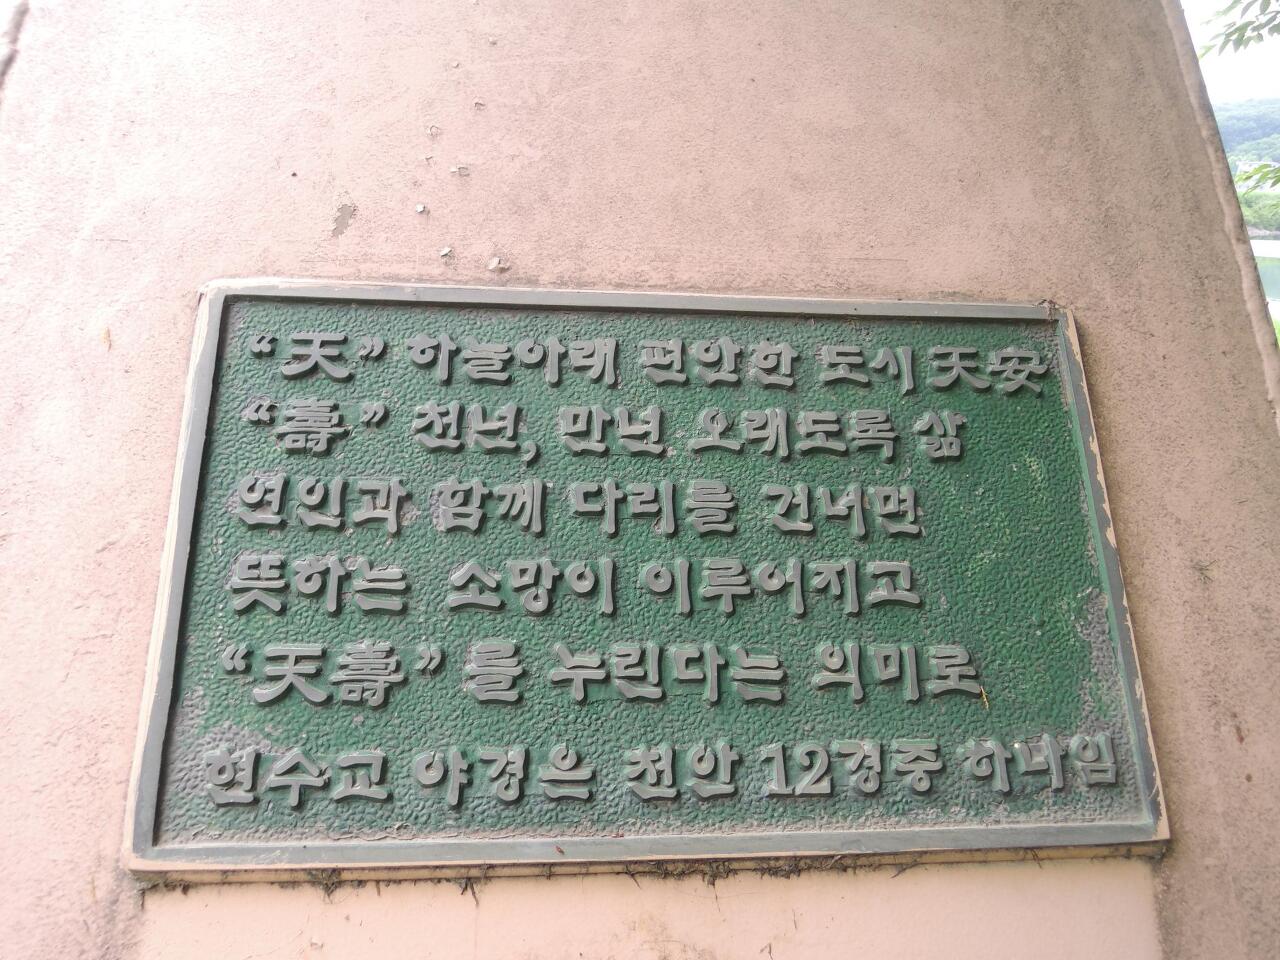 “天” 하늘아래 편안한 도시 天安
“壽” 천년, 만년 오래도록 삶
연인과 함께 다리를 건너면
뜻하는 소망이 이루어지고
“天壽”를 누린다는 의미로
현수교 야경은 천안 12경중 하나임